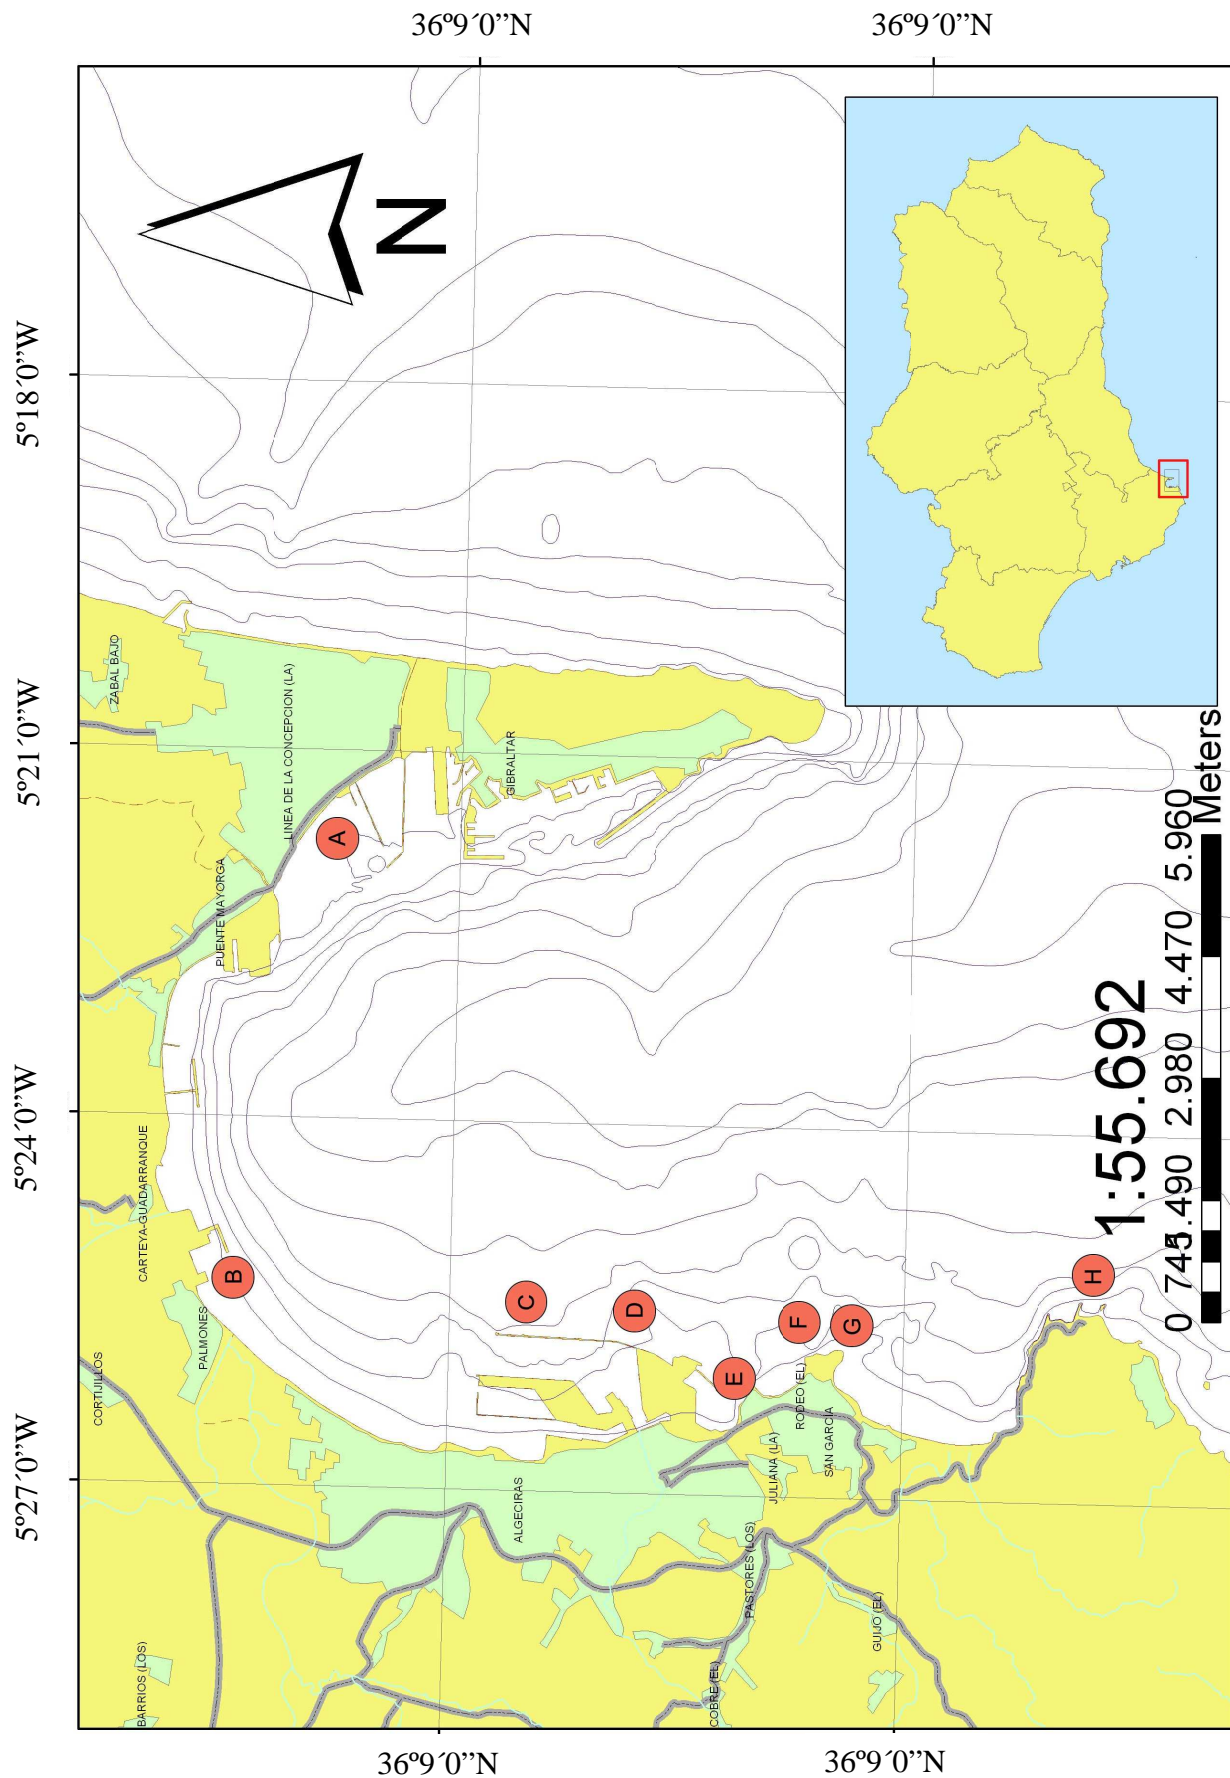 36º9´0”N
36º9´0”N
N
5º18´0”W
5º21´0”W
5º24´0”W
5º27´0”W
ZABAL BAJO
LINEA DE LA CONCEPCION (LA)
GIBRALTAR
PUENTE MAYORGA
A
CARTEYA-GUADARRANQUE
B
PALMONES
CORTIJILLOS
C
D
E
F
G
H
RODEO (EL)
SAN GARCIA
JULIANA (LA)
ALGECIRAS
PASTORES (LOS)
GUIJO (EL)
COBRE (EL)
BARRIOS (LOS)
1:55.692
0 745 1.490 2.980 4.470 5.960
Meters
36º9´0”N
36º9´0”N